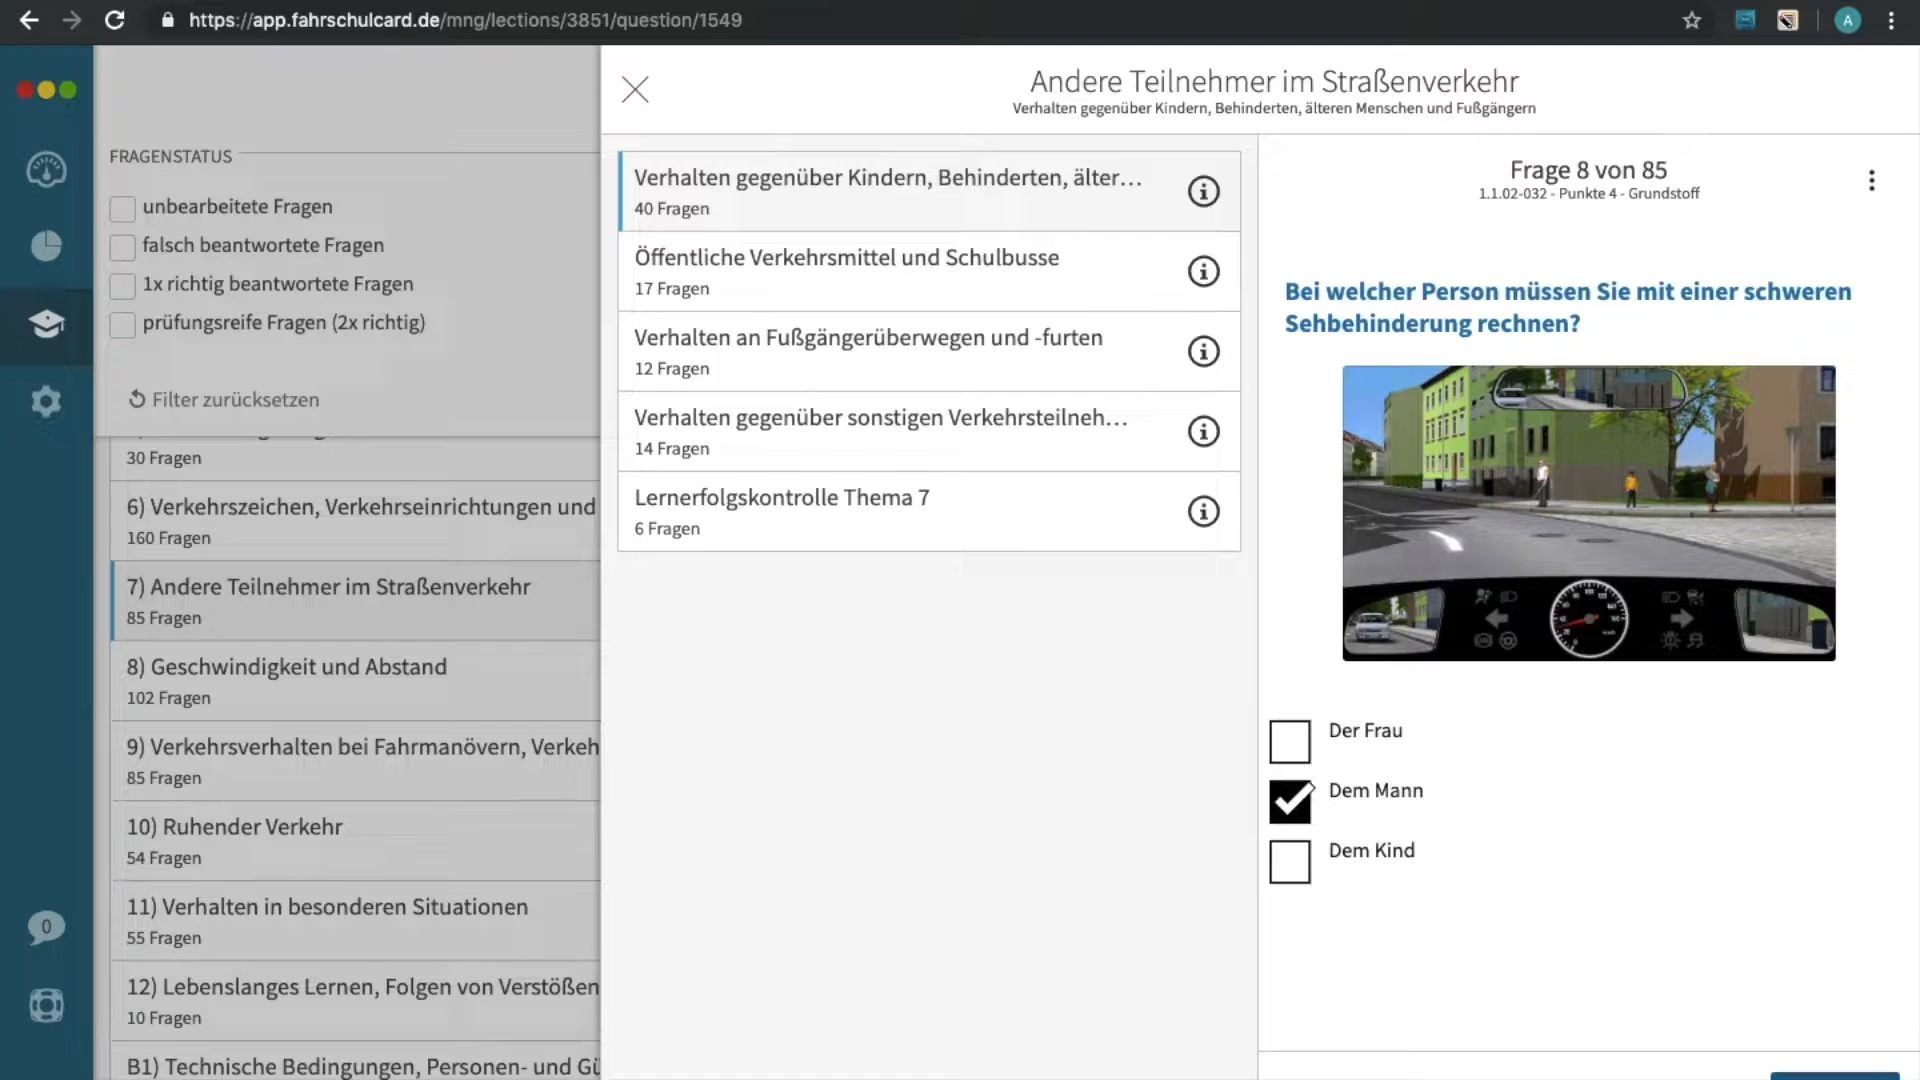 https://app.fahrschulcard.de/mng/lections/3851/question/1549
A
FRAGENSTATUS
unbearbeitete Fragen
falsch beantwortete Fragen
1x richtig beantwortete Fragen
prüfungsreife Fragen (2x richtig)
Filter zurücksetzen
30 Fragen
6) Verkehrszeichen, Verkehrseinrichtungen und
160 Fragen
7) Andere Teilnehmer im Straßenverkehr
85 Fragen
8) Geschwindigkeit und Abstand
102 Fragen
9) Verkehrsverhalten bei Fahrmanövern, Verkeh
85 Fragen
10) Ruhender Verkehr
54 Fragen
11) Verhalten in besonderen Situationen
55 Fragen
12) Lebenslanges Lernen, Folgen von Verstößen
10 Fragen
B1) Technische Bedingungen, Personen- und Gü
0
Andere Teilnehmer im Straßenverkehr
Verhalten gegenüber Kindern, Behinderten, älteren Menschen und Fußgängern
Verhalten gegenüber Kindern, Behinderten, älter...
40 Fragen
Öffentliche Verkehrsmittel und Schulbusse
17 Fragen
Verhalten an Fußgängerüberwegen und -furten
12 Fragen
Verhalten gegenüber sonstigen Verkehrsteilneh...
14 Fragen
Lernerfolgskontrolle Thema 7
6 Fragen
Frage 8 von 85
1.1.02-032 - Punkte 4 - Grundstoff
Bei welcher Person müssen Sie mit einer schweren
Sehbehinderung rechnen?
Der Frau
Dem Mann
Dem Kind